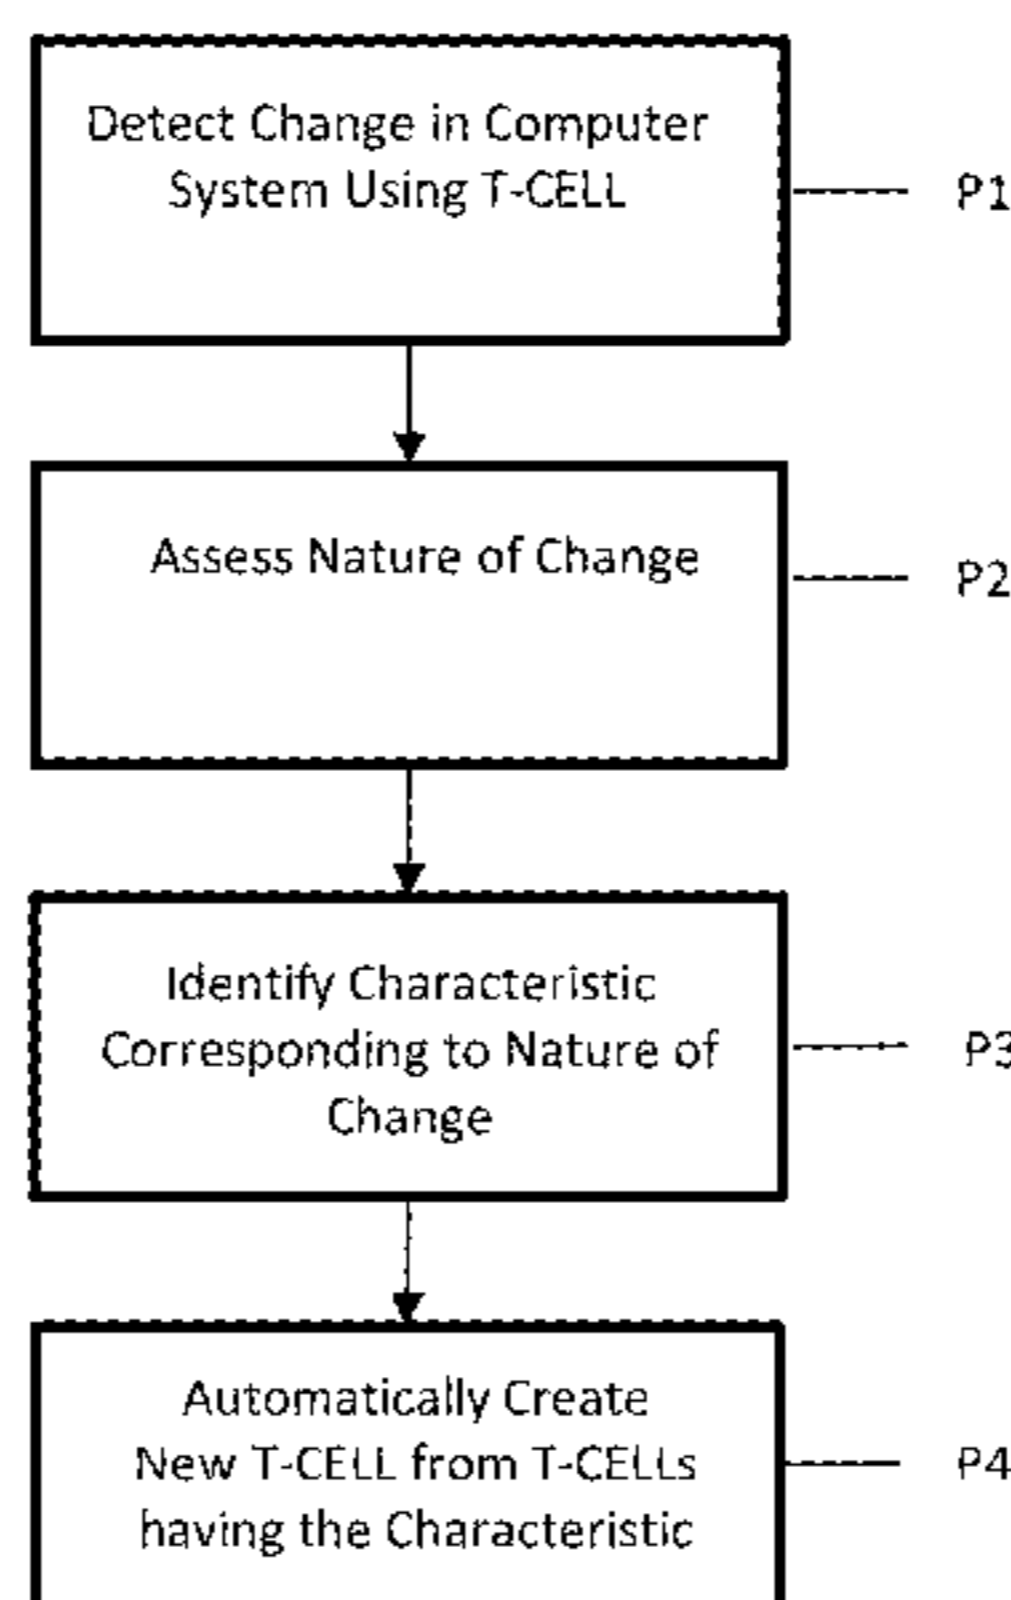 Detect Change in Computer
System Using T-CELL
P1
Assess Nature of Change
P2
Identify Characteristic
Corresponding to Nature of
Change
P3
Automatically Create
New T-CELL from T-CELLs
having the Characteristic
P4